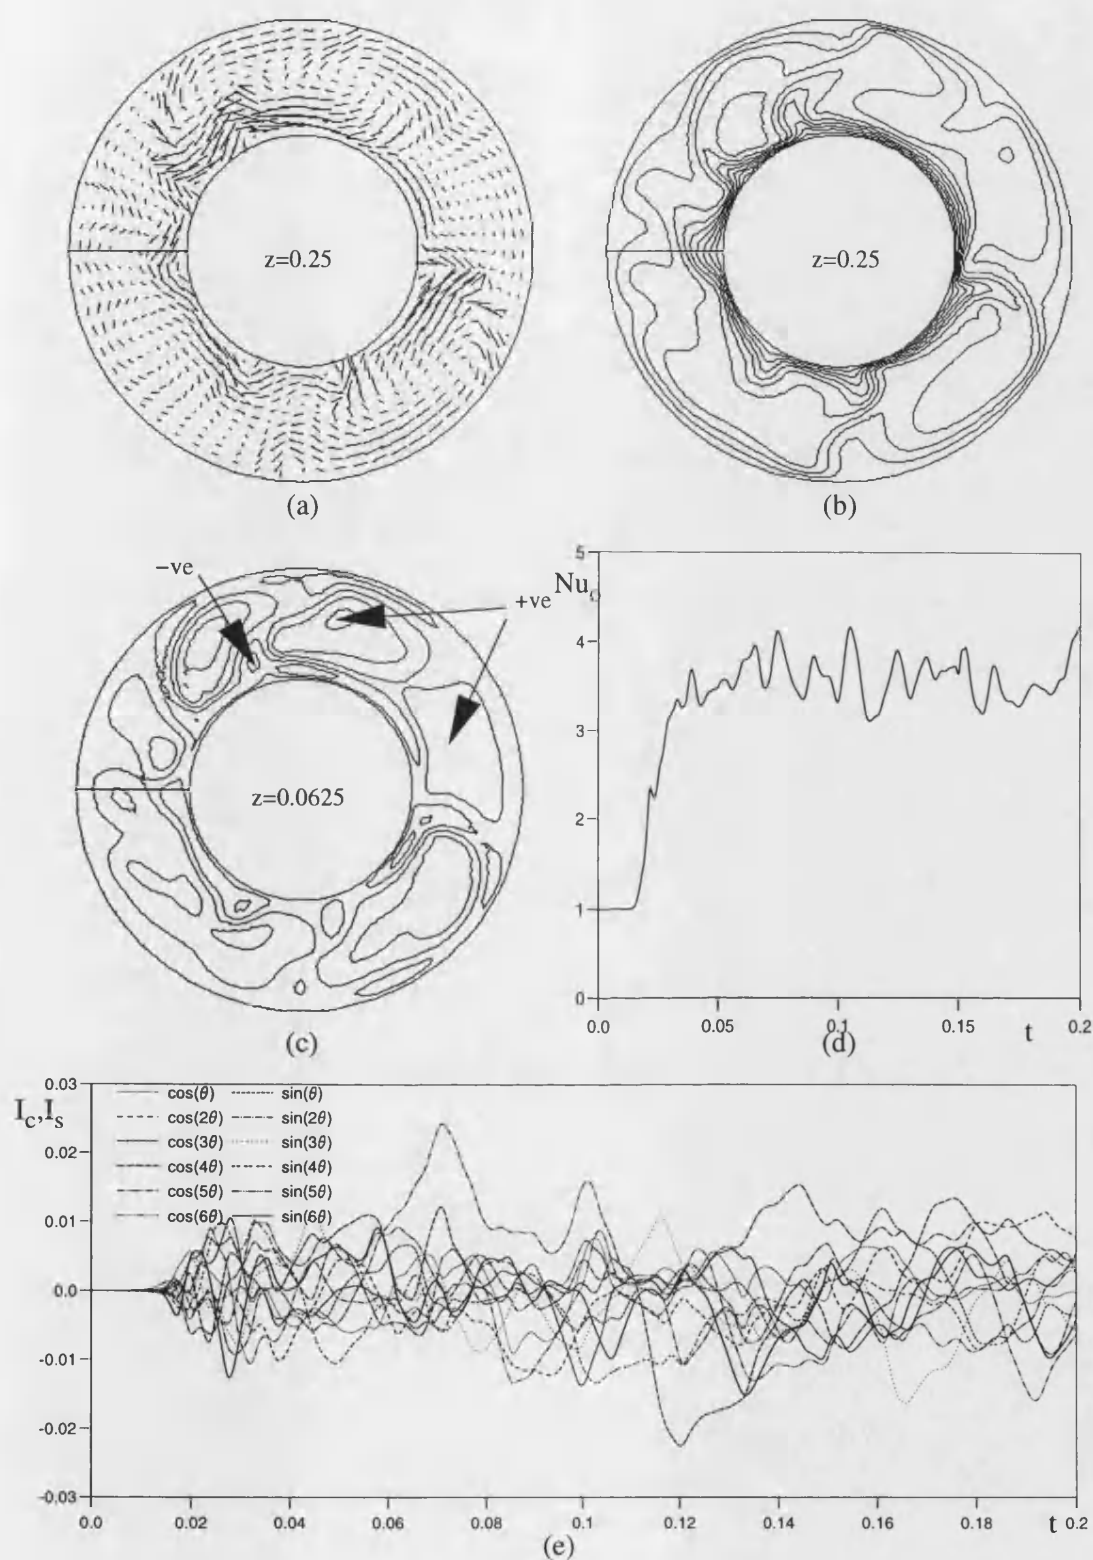 z=0.25
z=0.25
(a)
(b)
−ve
+ve
z=0.0625
(c)
5
Nu
4
3
2
1
0
0.0
0.05
0.1
0.15
t
0.2
(d)
0.03
I_c,I_s
0.02
0.01
0.0
-0.01
-0.02
-0.03
cos(θ) sin(θ)
cos(2θ) sin(2θ)
cos(3θ) sin(3θ)
cos(4θ) sin(4θ)
cos(5θ) sin(5θ)
cos(6θ) sin(6θ)
0.0 0.02 0.04 0.06 0.08 0.1 0.12 0.14 0.16 0.18 t 0.2
(e)